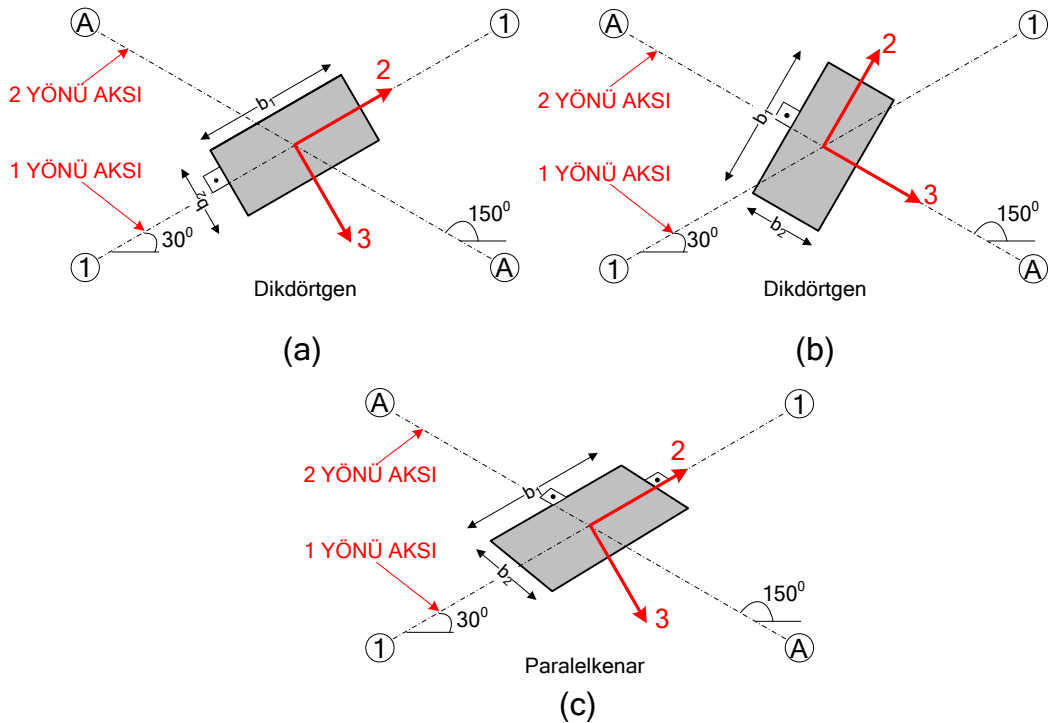 A
1
2
2 YÖNÜ AKSI
b₁
1 YÖNÜ AKSI
b₂
150⁰
30⁰
3
1
A
Dikdörtgen
(a)
A
1
2
2 YÖNÜ AKSI
b₁
1 YÖNÜ AKSI
3
150⁰
30⁰
b₂
1
A
Dikdörtgen
(b)
A
1
2
2 YÖNÜ AKSI
b₁
1 YÖNÜ AKSI
b₂
150⁰
30⁰
3
1
A
Paralelkenar
(c)